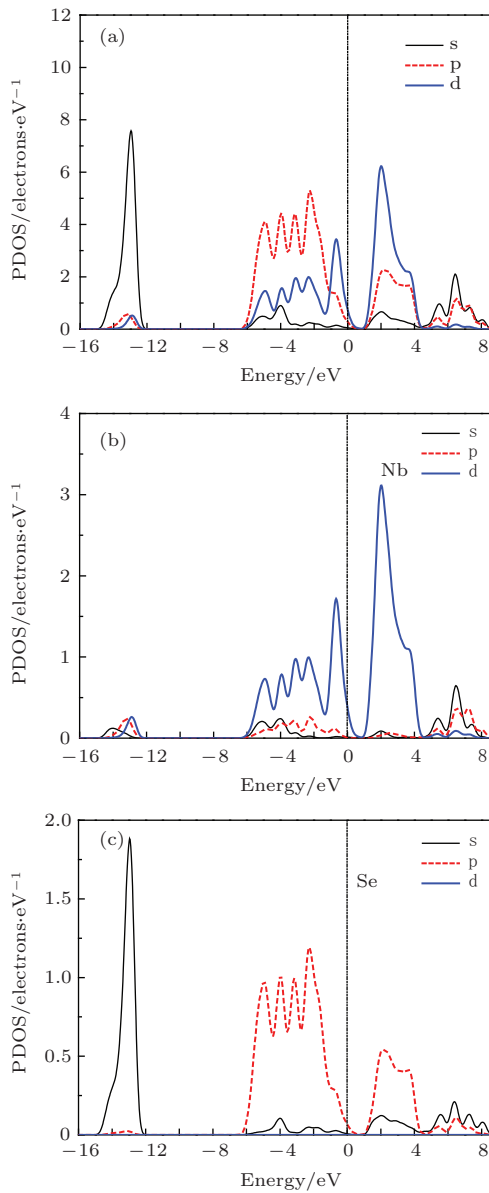 (a)
s
p
d
12
10
8
6
4
2
0
PDOS/electrons·eV⁻¹
−16 −12 −8 −4 0 4 8
Energy/eV
(b)
s
p
Nb d
4
3
2
1
0
PDOS/electrons·eV⁻¹
−16 −12 −8 −4 0 4 8
Energy/eV
(c)
s
p
Se d
2.0
1.5
1.0
0.5
0
PDOS/electrons·eV⁻¹
−16 −12 −8 −4 0 4 8
Energy/eV